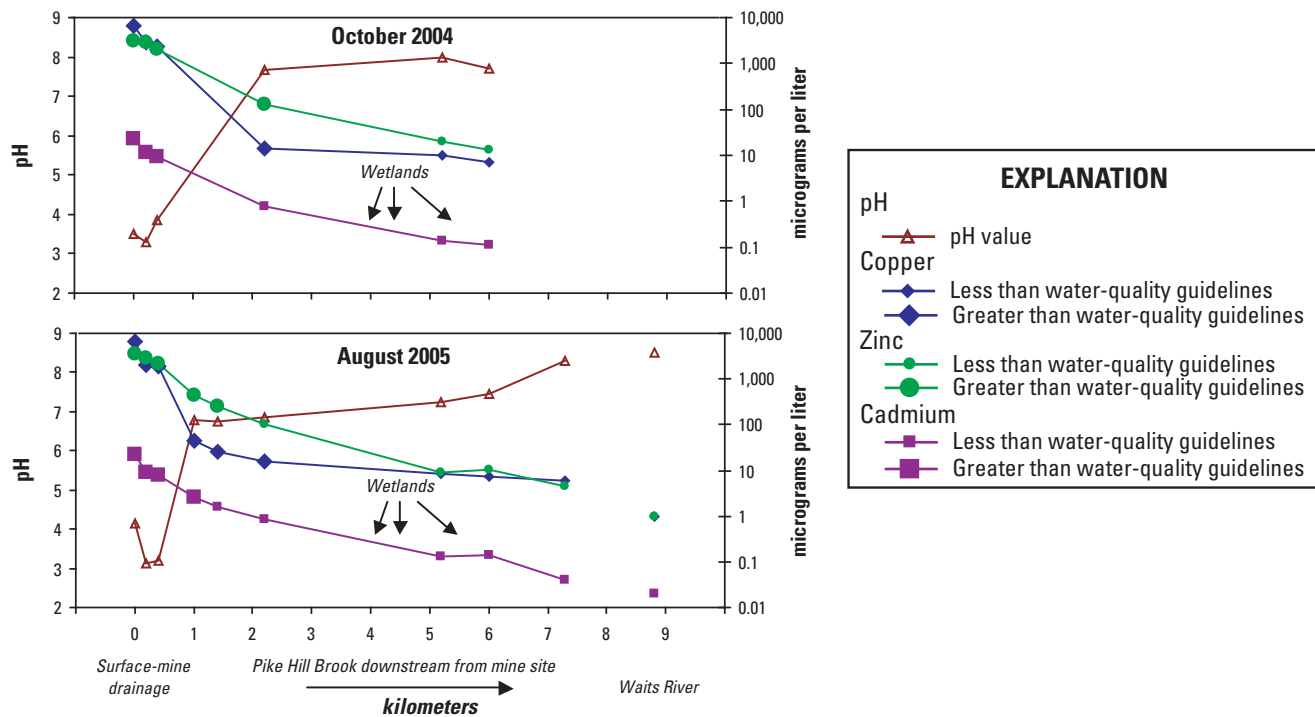 October 2004
9
8
7
6
5
4
3
2
pH
10,000
1,000
100
10
1
0.1
0.01
micrograms per liter
Wetlands
August 2005
9
8
7
6
5
4
3
2
pH
10,000
1,000
100
10
1
0.1
0.01
micrograms per liter
Wetlands
0 1 2 3 4 5 6 7 8 9
Surface-mine
drainage
Pike Hill Brook downstream from mine site
kilometers
Waits River
EXPLANATION
pH
pH value
Copper
Less than water-quality guidelines
Greater than water-quality guidelines
Zinc
Less than water-quality guidelines
Greater than water-quality guidelines
Cadmium
Less than water-quality guidelines
Greater than water-quality guidelines